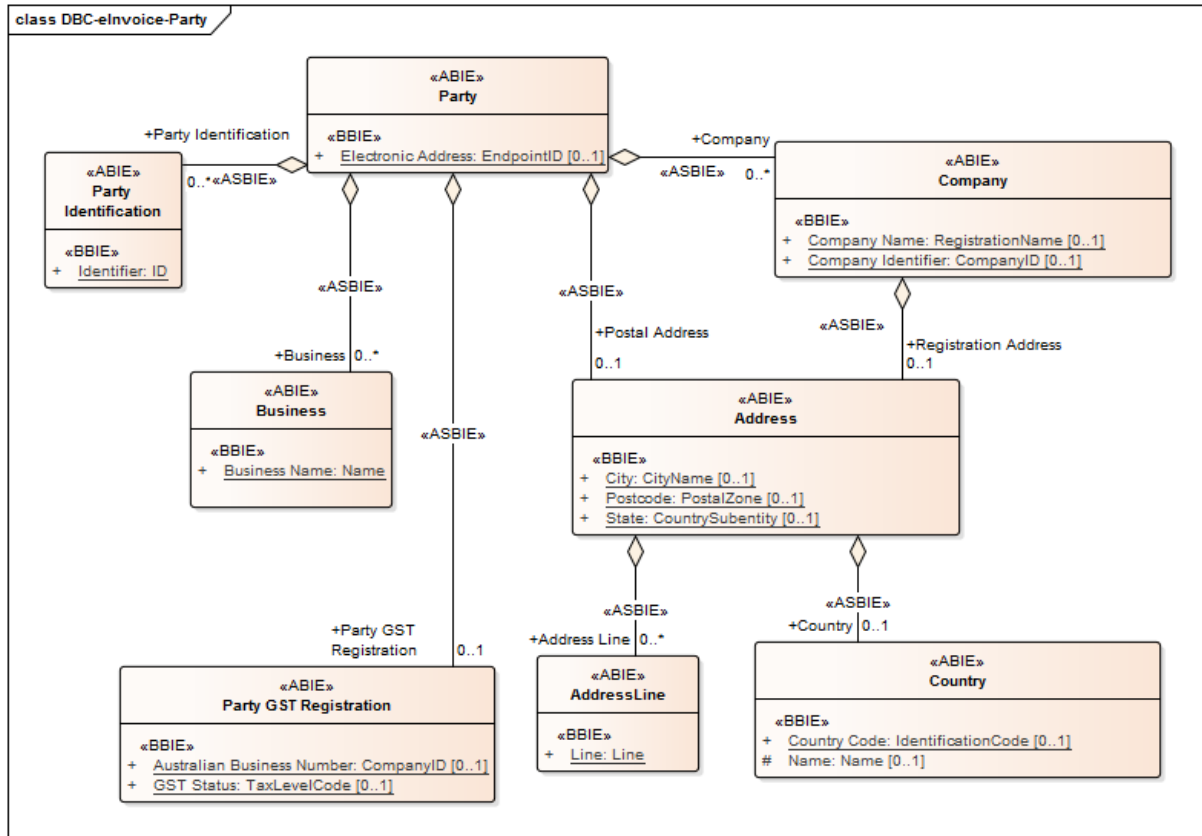 class DBC-eInvoice-Party
«ABIE»
Party
«BBIE»
+ Electronic Address: EndpointID [0..1]
+Party Identification
0..*
«ASBIE»
«ABIE»
Party
Identification
«BBIE»
+ Identifier: ID
+Company
«ASBIE»
0..*
«ABIE»
Company
«BBIE»
+ Company Name: RegistrationName [0..1]
+ Company Identifier: CompanyID [0..1]
«ASBIE»
+Business 0..*
«ABIE»
Business
«BBIE»
+ Business Name: Name
«ASBIE»
+Postal Address
0..1
«ASBIE»
+Registration Address
0..1
«ABIE»
Address
«BBIE»
+ City: CityName [0..1]
+ Postcode: PostalZone [0..1]
+ State: CountrySubentity [0..1]
«ASBIE»
+Party GST
Registration
0..1
«ABIE»
Party GST Registration
«BBIE»
+ Australian Business Number: CompanyID [0..1]
+ GST Status: TaxLevelCode [0..1]
«ASBIE»
+Address Line 0..*
«ABIE»
AddressLine
«BBIE»
+ Line: Line
«ASBIE»
+Country 0..1
«ABIE»
Country
«BBIE»
+ Country Code: IdentificationCode [0..1]
# Name: Name [0..1]